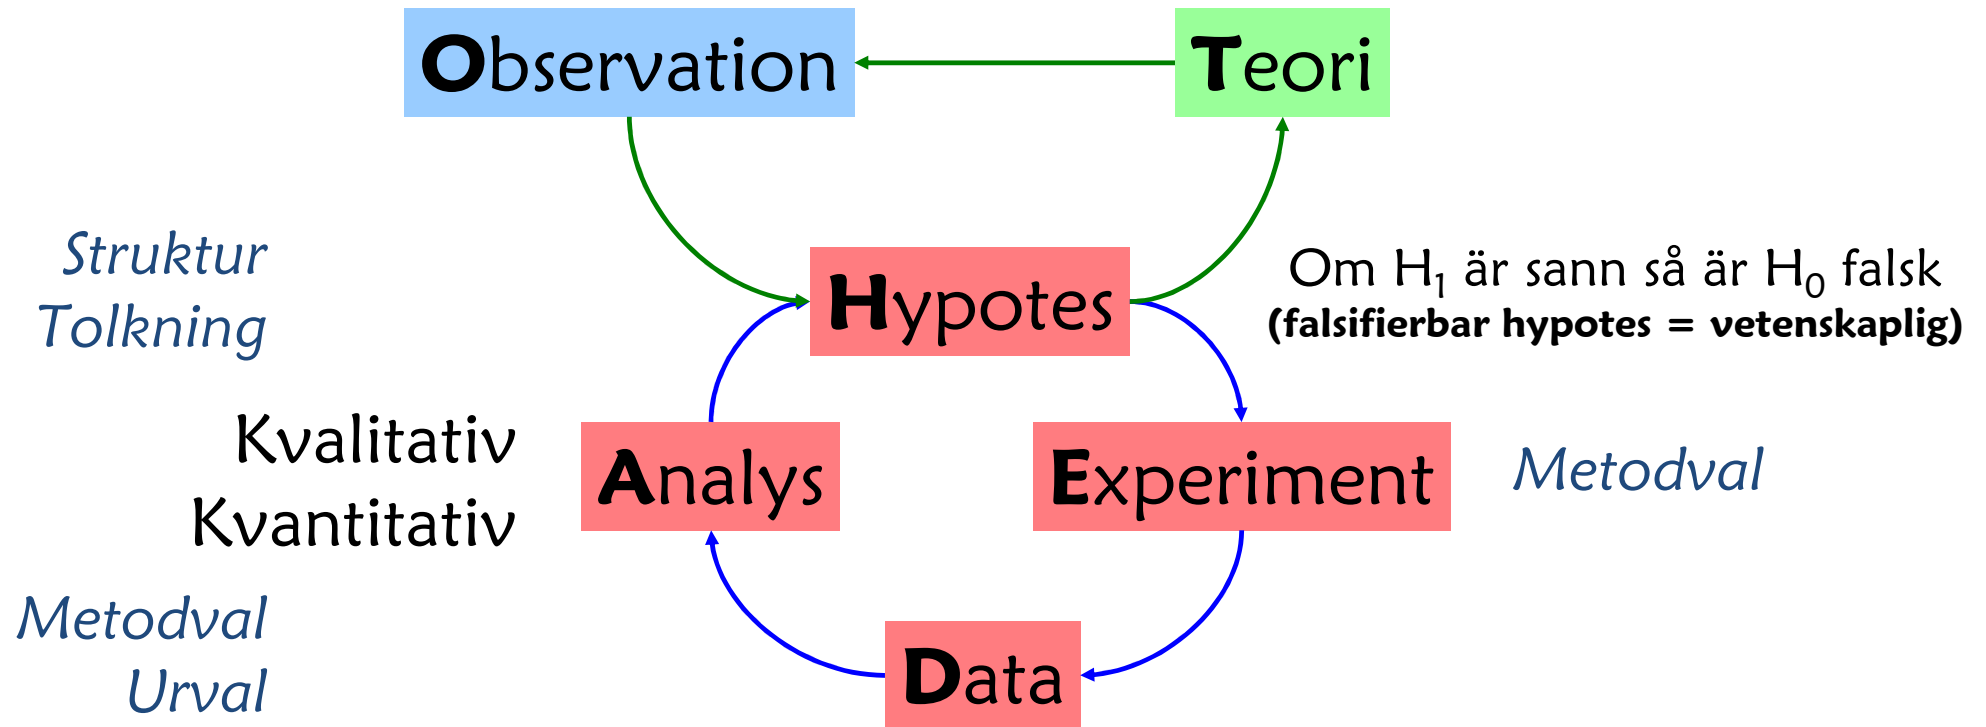 Observation
Teori
Struktur
Tolkning
Hypotes
Om H₁ är sann så är H₀ falsk
(falsifierbar hypotes = vetenskaplig)
Kvalitativ
Kvantitativ
Analys
Experiment
Metodval
Metodval
Urval
Data